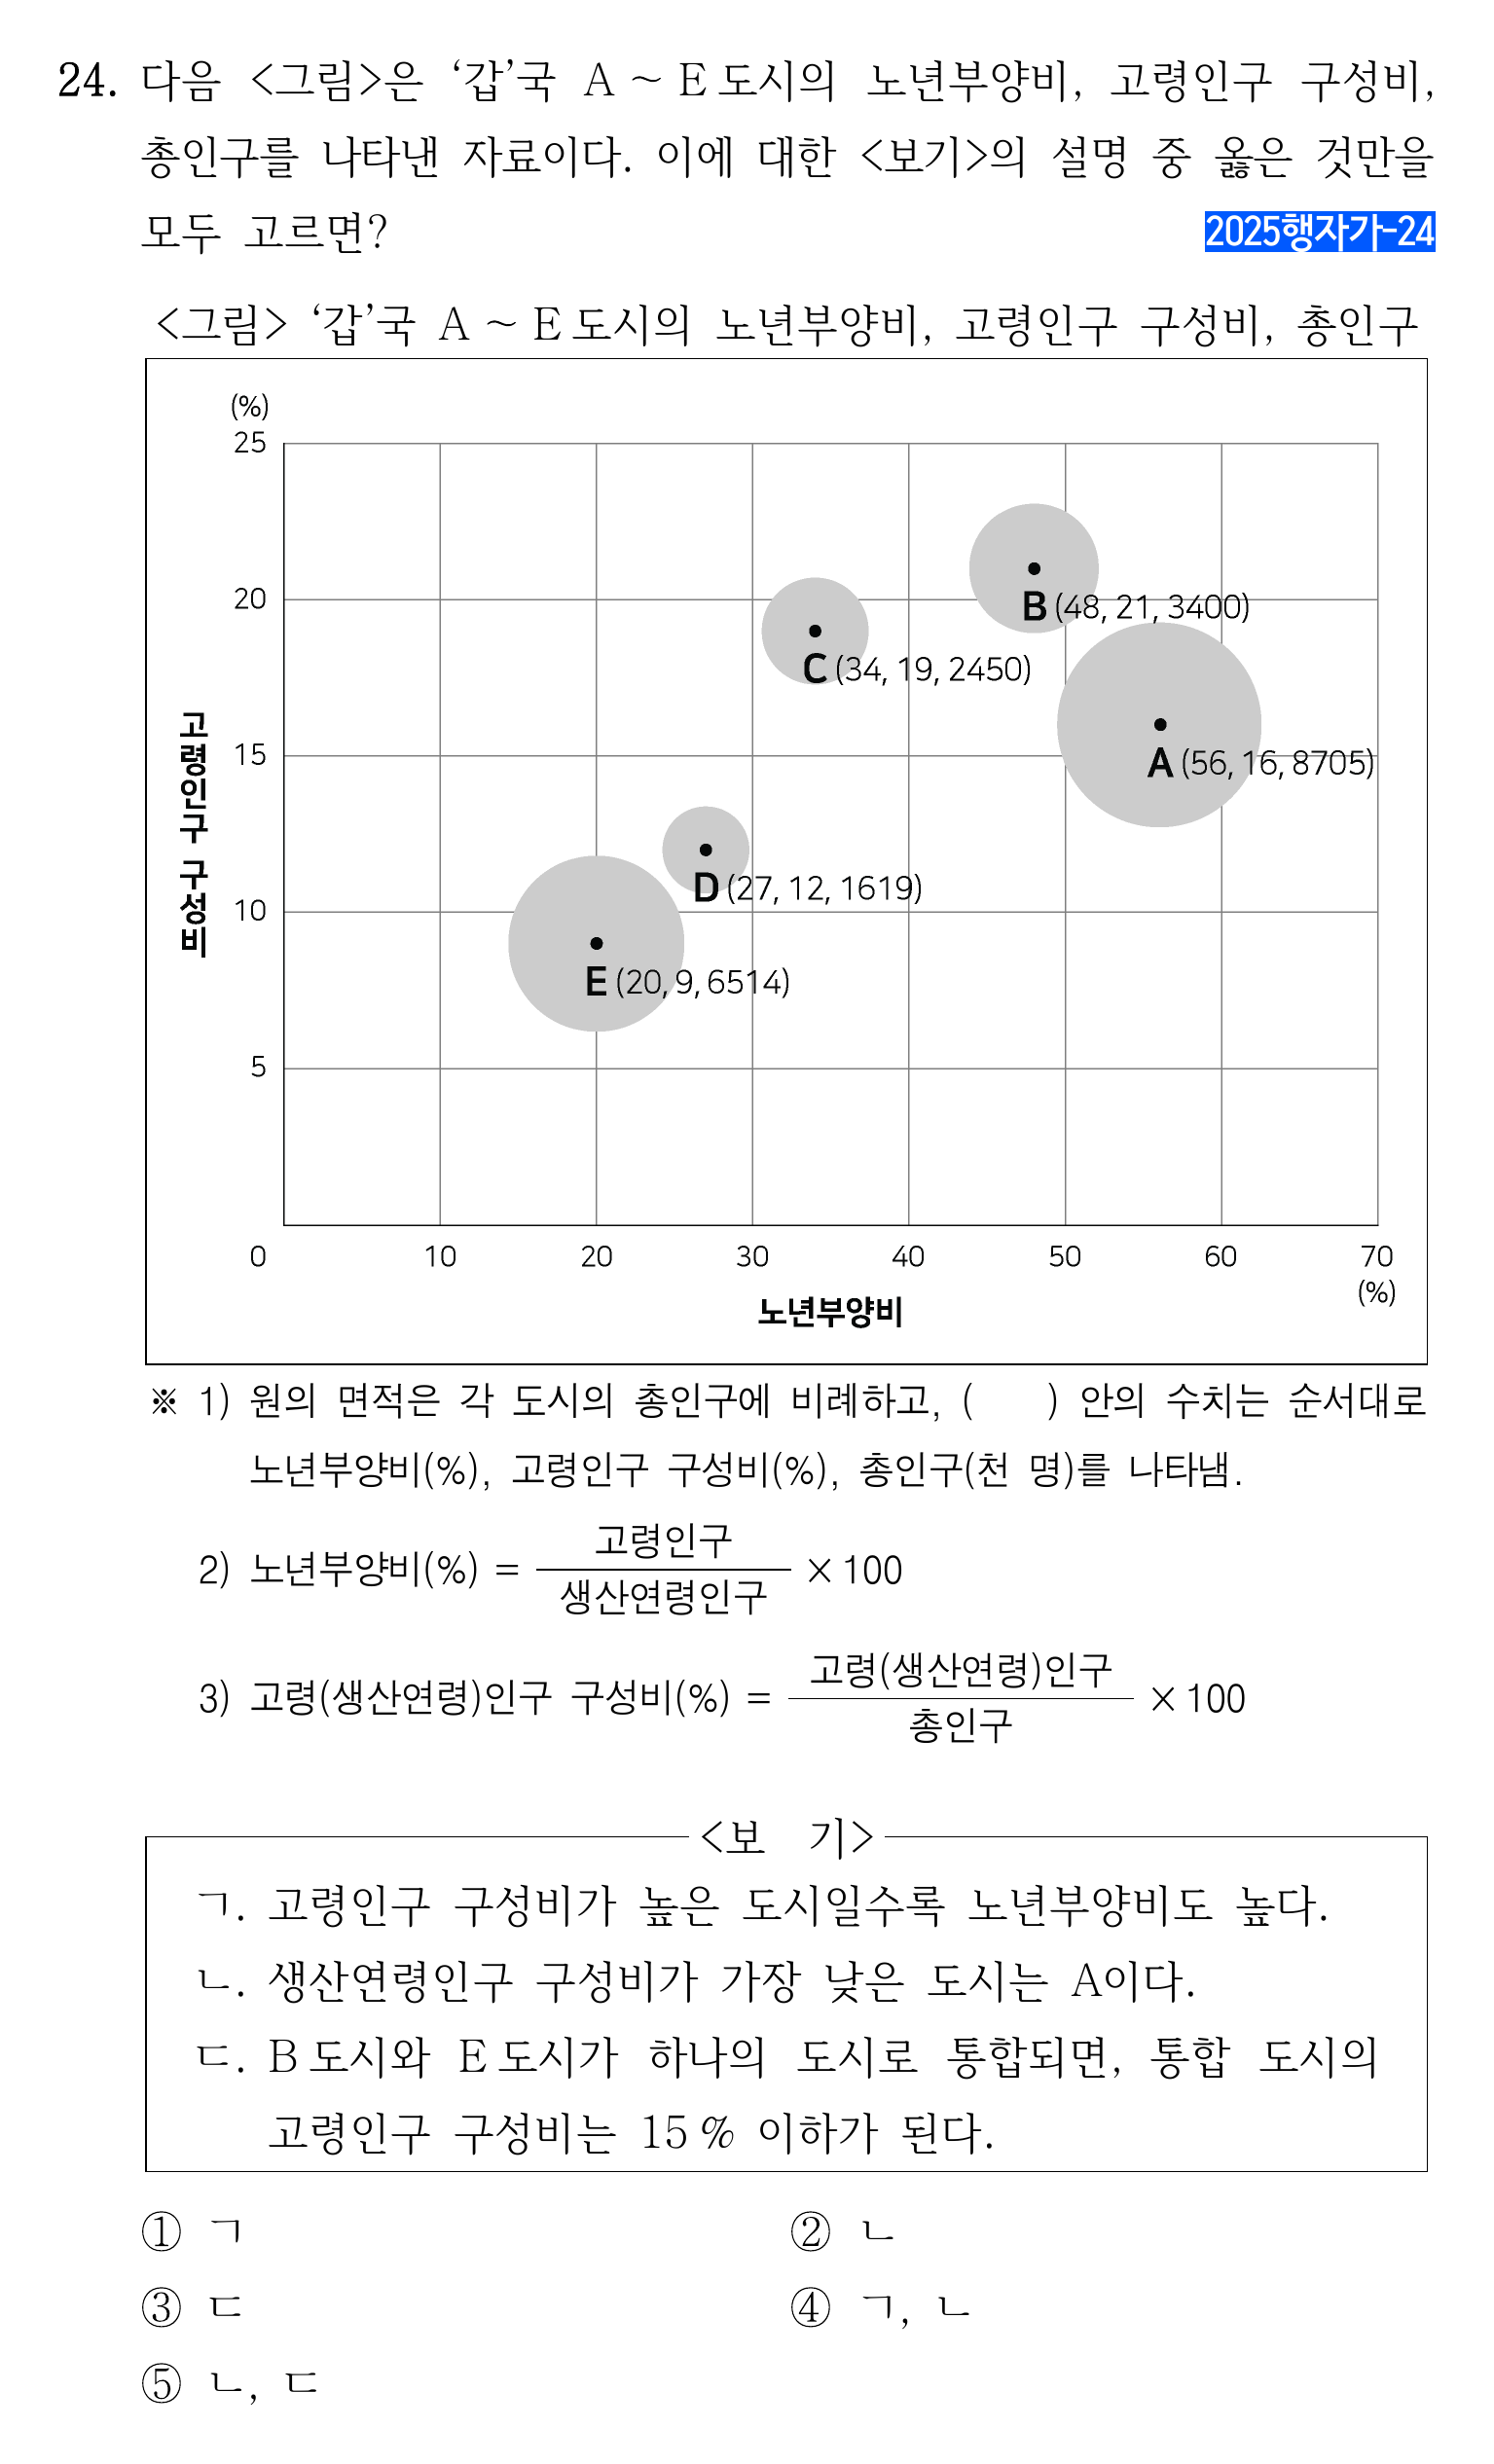 24. 다음 <그림>은 ‘갑’국 A ~ E 도시의 노년부양비, 고령인구 구성비,
총인구를 나타낸 자료이다. 이에 대한 <보기>의 설명 중 옳은 것만을
모두 고르면?
2025행자가-24
<그림> ‘갑’국 A ~ E 도시의 노년부양비, 고령인구 구성비, 총인구
(%)
25
20
15
10
5
0
고령인구 구성비
B (48, 21, 3400)
C (34, 19, 2450)
A (56, 16, 8705)
D (27, 12, 1619)
E (20, 9, 6514)
10 20 30 40 50 60 70
(%)
노년부양비
※ 1) 원의 면적은 각 도시의 총인구에 비례하고, ( ) 안의 수치는 순서대로
노년부양비(%), 고령인구 구성비(%), 총인구(천 명)를 나타냄.
2) 노년부양비(%) = 고령인구 / 생산연령인구 × 100
3) 고령(생산연령)인구 구성비(%) = 고령(생산연령)인구 / 총인구 × 100
<보 기>
ㄱ. 고령인구 구성비가 높은 도시일수록 노년부양비도 높다.
ㄴ. 생산연령인구 구성비가 가장 낮은 도시는 A이다.
ㄷ. B 도시와 E 도시가 하나의 도시로 통합되면, 통합 도시의
고령인구 구성비는 15 % 이하가 된다.
① ㄱ ② ㄴ
③ ㄷ ④ ㄱ, ㄴ
⑤ ㄴ, ㄷ